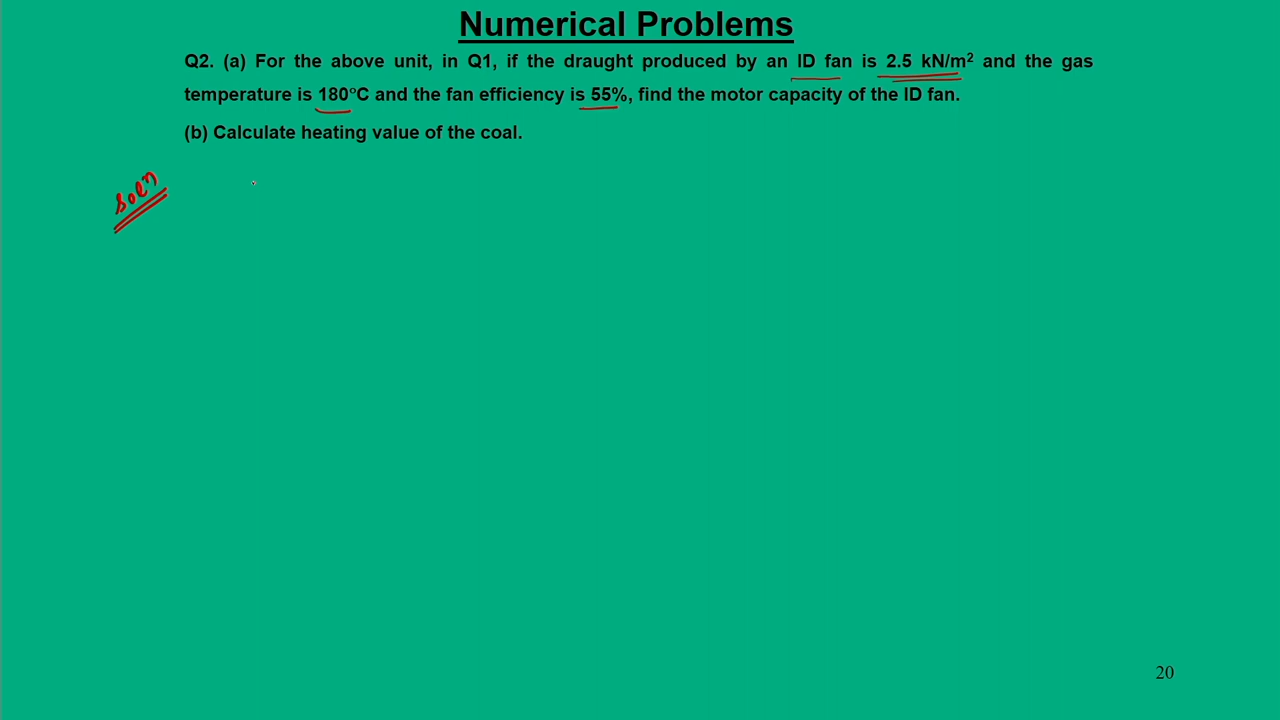 Numerical Problems
Q2. (a) For the above unit, in Q1, if the draught produced by an ID fan is 2.5 kN/m² and the gas
temperature is 180°C and the fan efficiency is 55%, find the motor capacity of the ID fan.
(b) Calculate heating value of the coal.
Soln
20